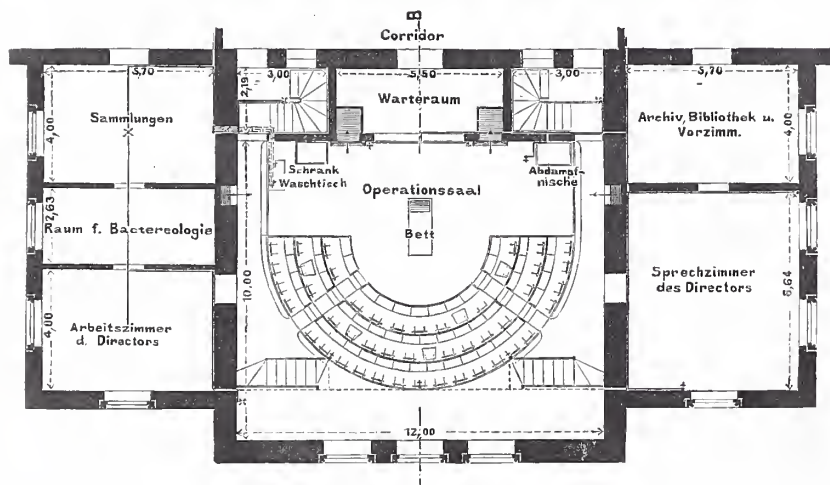 B
Corridor
5,70
3,00
5,50
3,00
5,70
2,19
Warteraum
Sammlungen
4,00
Archiv, Bibliothek u.
Vorzimm.
4,00
Schrank
Waschtisch
Abdampf-
nische
Operationssaal
2,63
Raum f. Bactereologie
Bett
Sprechzimmer
des Directors
6,64
10,00
Arbeitszimmer
d. Directors
4,00
12,00